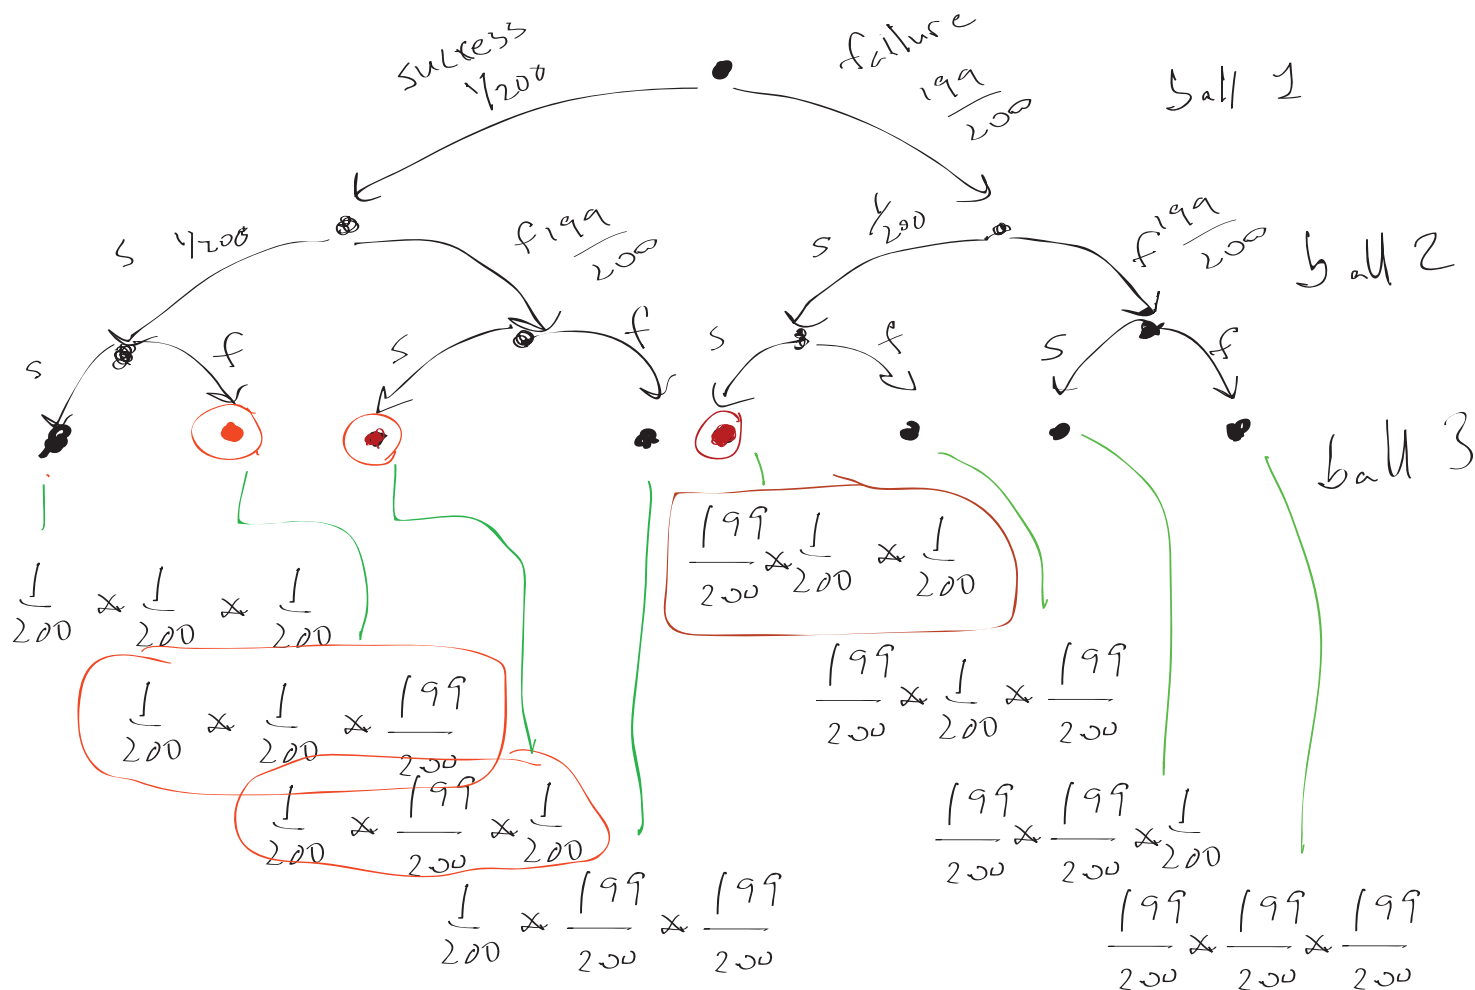 success failure
1/200 199/200 ball 1
s 1/200 f 199/200 s 1/200 f 199/200 ball 2
s f s f s f s f
ball 3
199/200 × 1/200 × 1/200
1/200 × 1/200 × 1/200
199/200 × 1/200 × 199/200
1/200 × 1/200 × 199/200
1/200 × 199/200 × 1/200
199/200 × 199/200 × 1/200
1/200 × 199/200 × 199/200
199/200 × 199/200 × 199/200